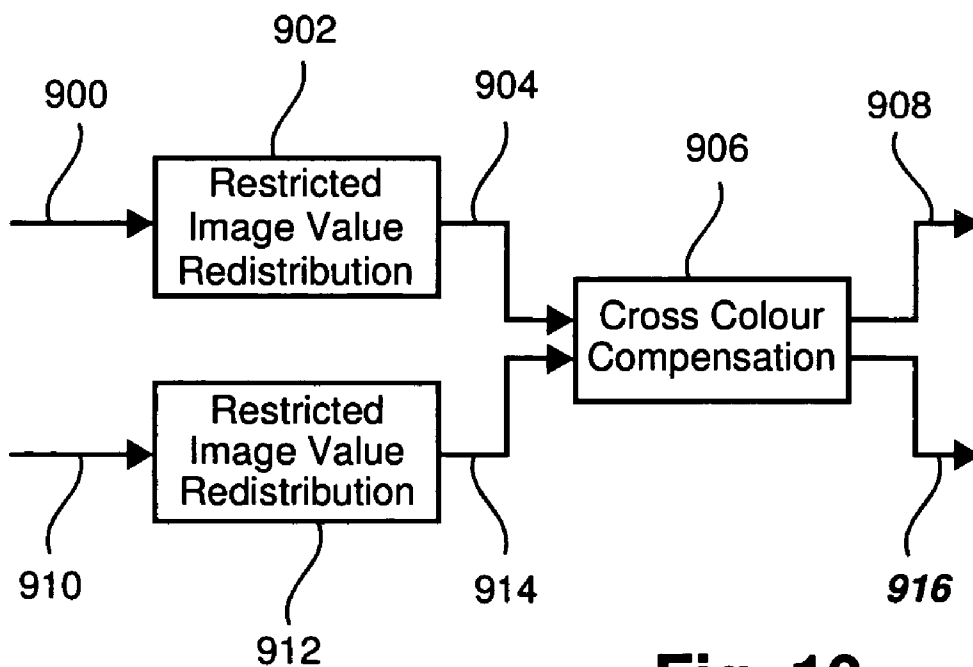 902
900
904
908
906
Restricted
Image Value
Redistribution
Cross Colour
Compensation
Restricted
Image Value
Redistribution
910
914
916
912